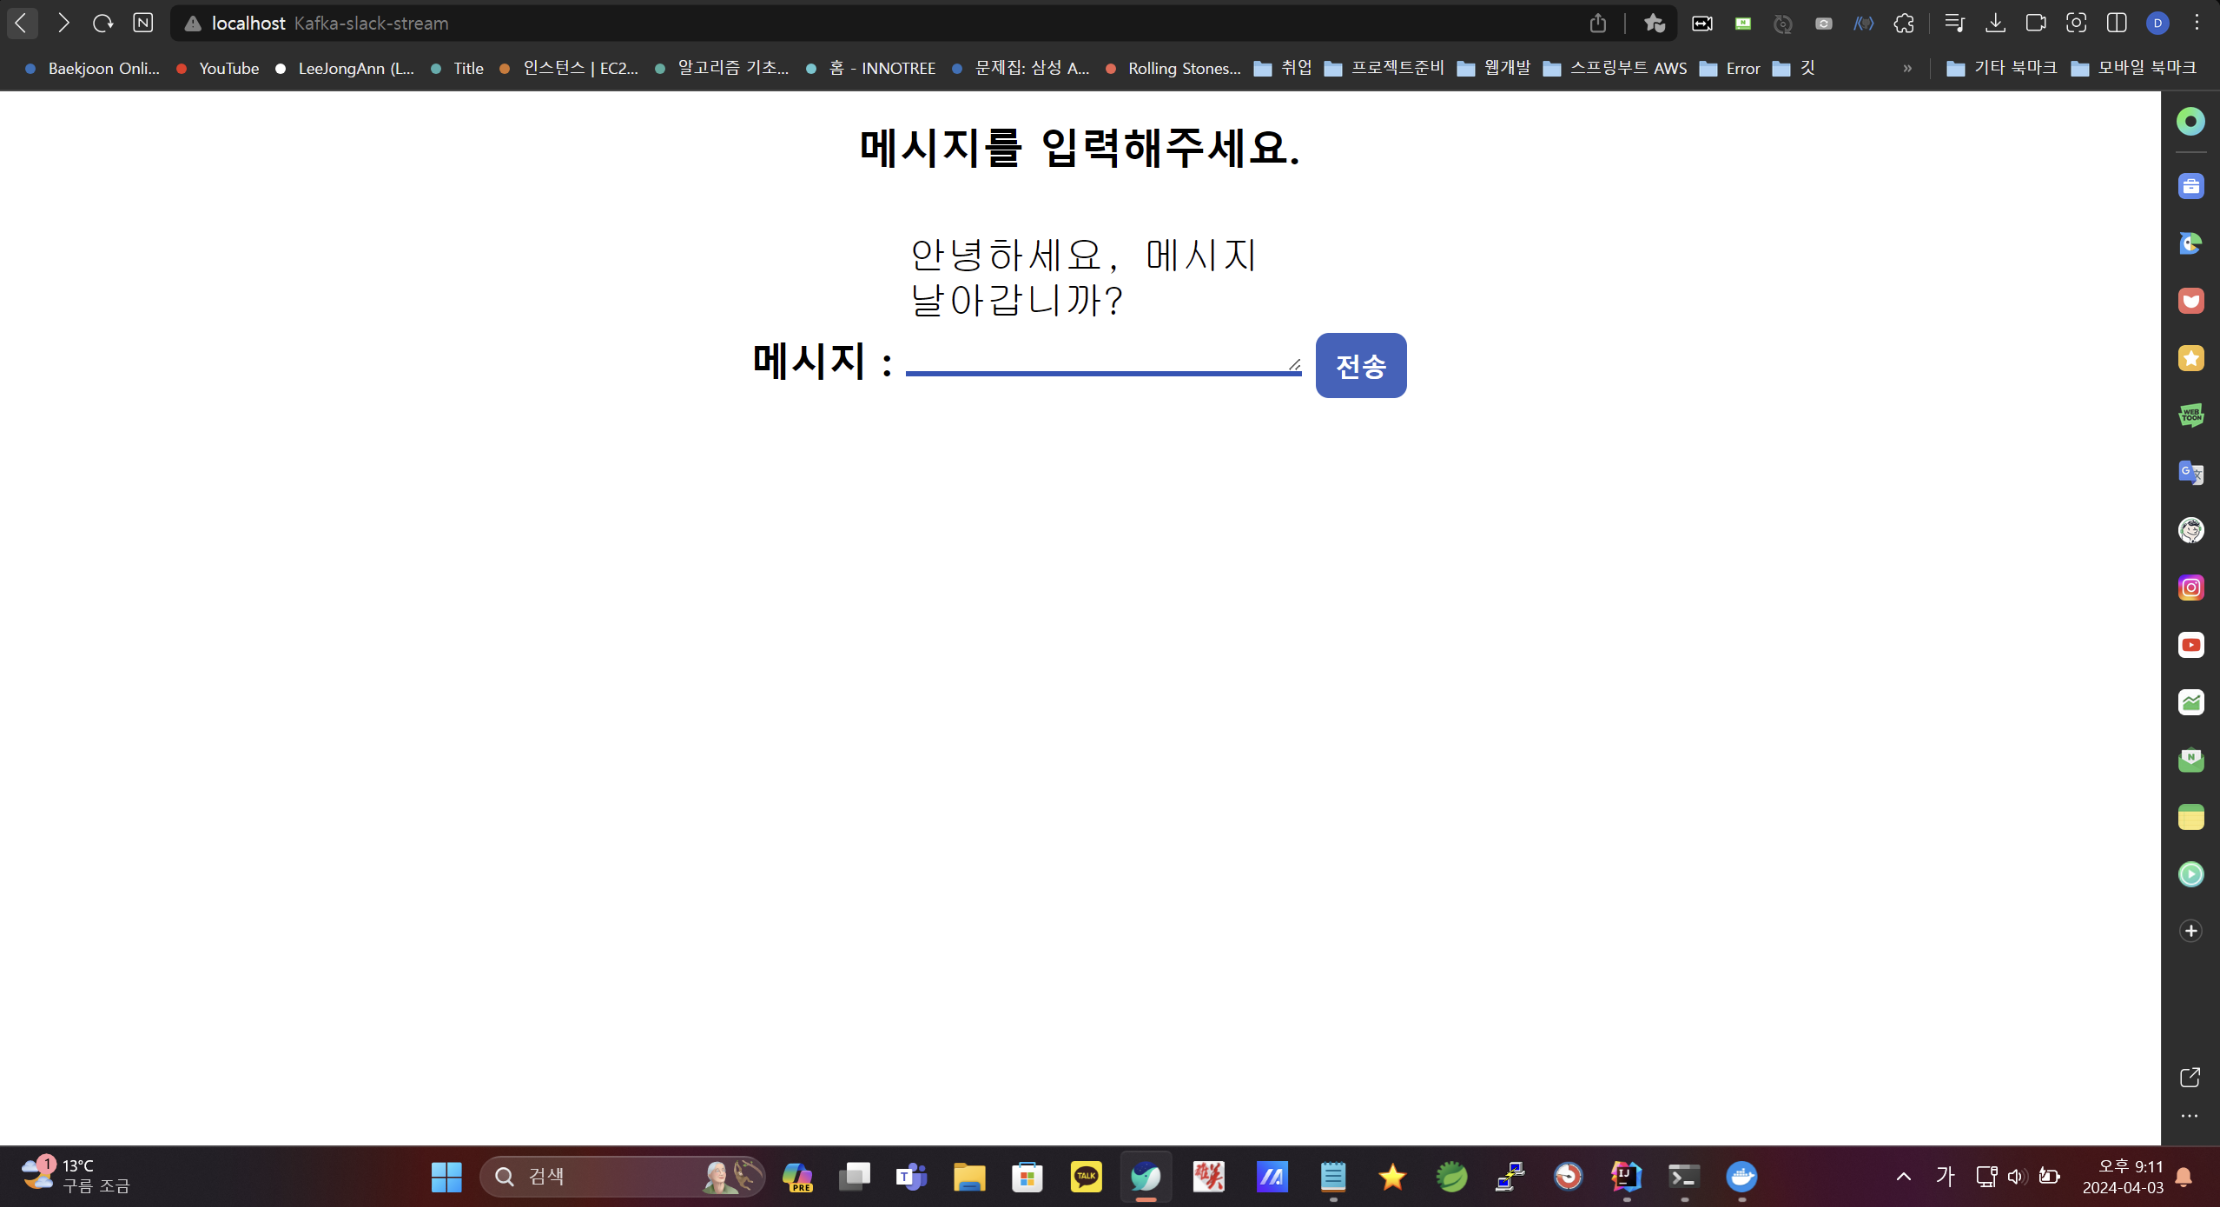 localhost Kafka-slack-stream
Baekjoon Onli... YouTube LeeJongAnn (L... Title 인스턴스 | EC2... 알고리즘 기초... 홈 - INNOTREE 문제집: 삼성 A... Rolling Stones... 취업 프로젝트준비 웹개발 스프링부트 AWS Error 깃 » 기타 북마크 모바일 북마크
메시지를 입력해주세요.
안녕하세요, 메시지
날아갑니까?
메시지 : 전송
WEB
TOON
1 13°C
구름 조금
검색
PRE
TALK
가
오후 9:11
2024-04-03